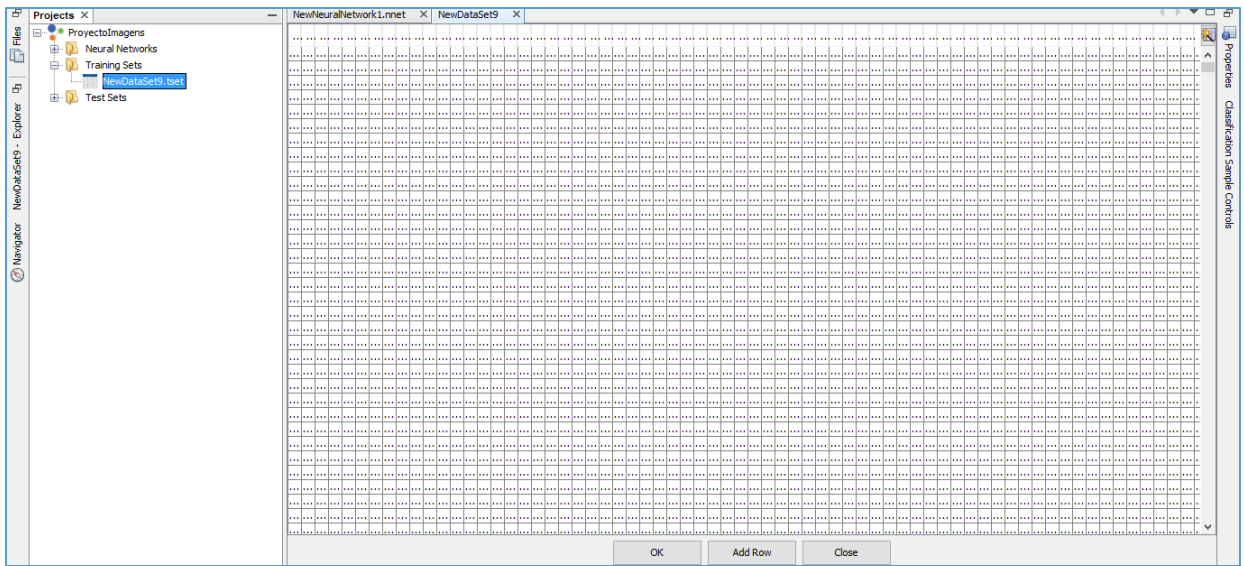 Files
NewDataSet9 - Explorer
Navigator
Projects
ProyectoImagens
Neural Networks
Training Sets
NewDataSet9.tset
Test Sets
NewNeuralNetwork1.nnet
NewDataSet9
OK
Add Row
Close
Properties
Classification Sample Controls